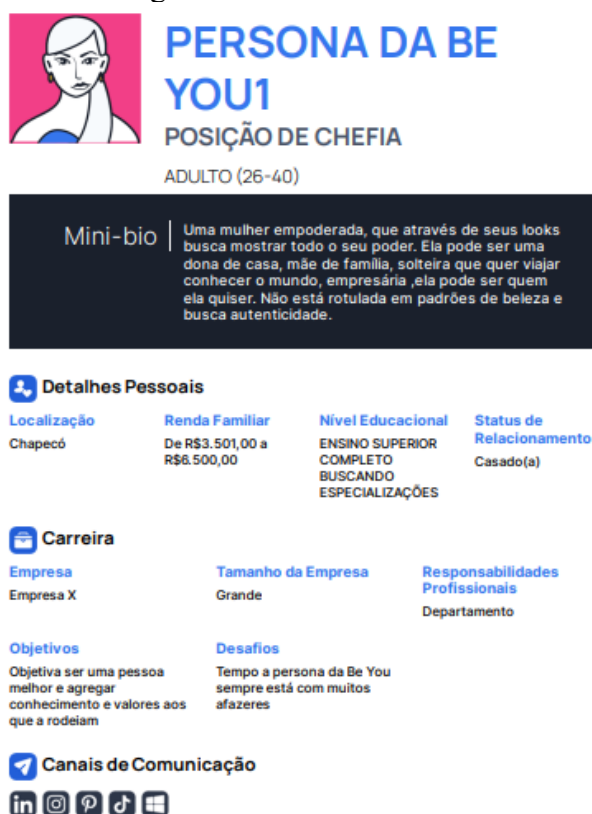 PERSONA DA BE
YOU1
POSIÇÃO DE CHEFIA
ADULTO (26-40)
Mini-bio
Uma mulher empoderada, que através de seus looks
busca mostrar todo o seu poder. Ela pode ser uma
dona de casa, mãe de família, solteira que quer viajar
conhecer o mundo, empresária ,ela pode ser quem
ela quiser. Não está rotulada em padrões de beleza e
busca autenticidade.
Detalhes Pessoais
Localização
Chapecó
Renda Familiar
De R$3.501,00 a
R$6.500,00
Nível Educacional
ENSINO SUPERIOR
COMPLETO
BUSCANDO
ESPECIALIZAÇÕES
Status de
Relacionamento
Casado(a)
Carreira
Empresa
Empresa X
Tamanho da Empresa
Grande
Responsabilidades
Profissionais
Departamento
Objetivos
Objetiva ser uma pessoa
melhor e agregar
conhecimento e valores aos
que a rodeiam
Desafios
Tempo a persona da Be You
sempre está com muitos
afazeres
Canais de Comunicação
in